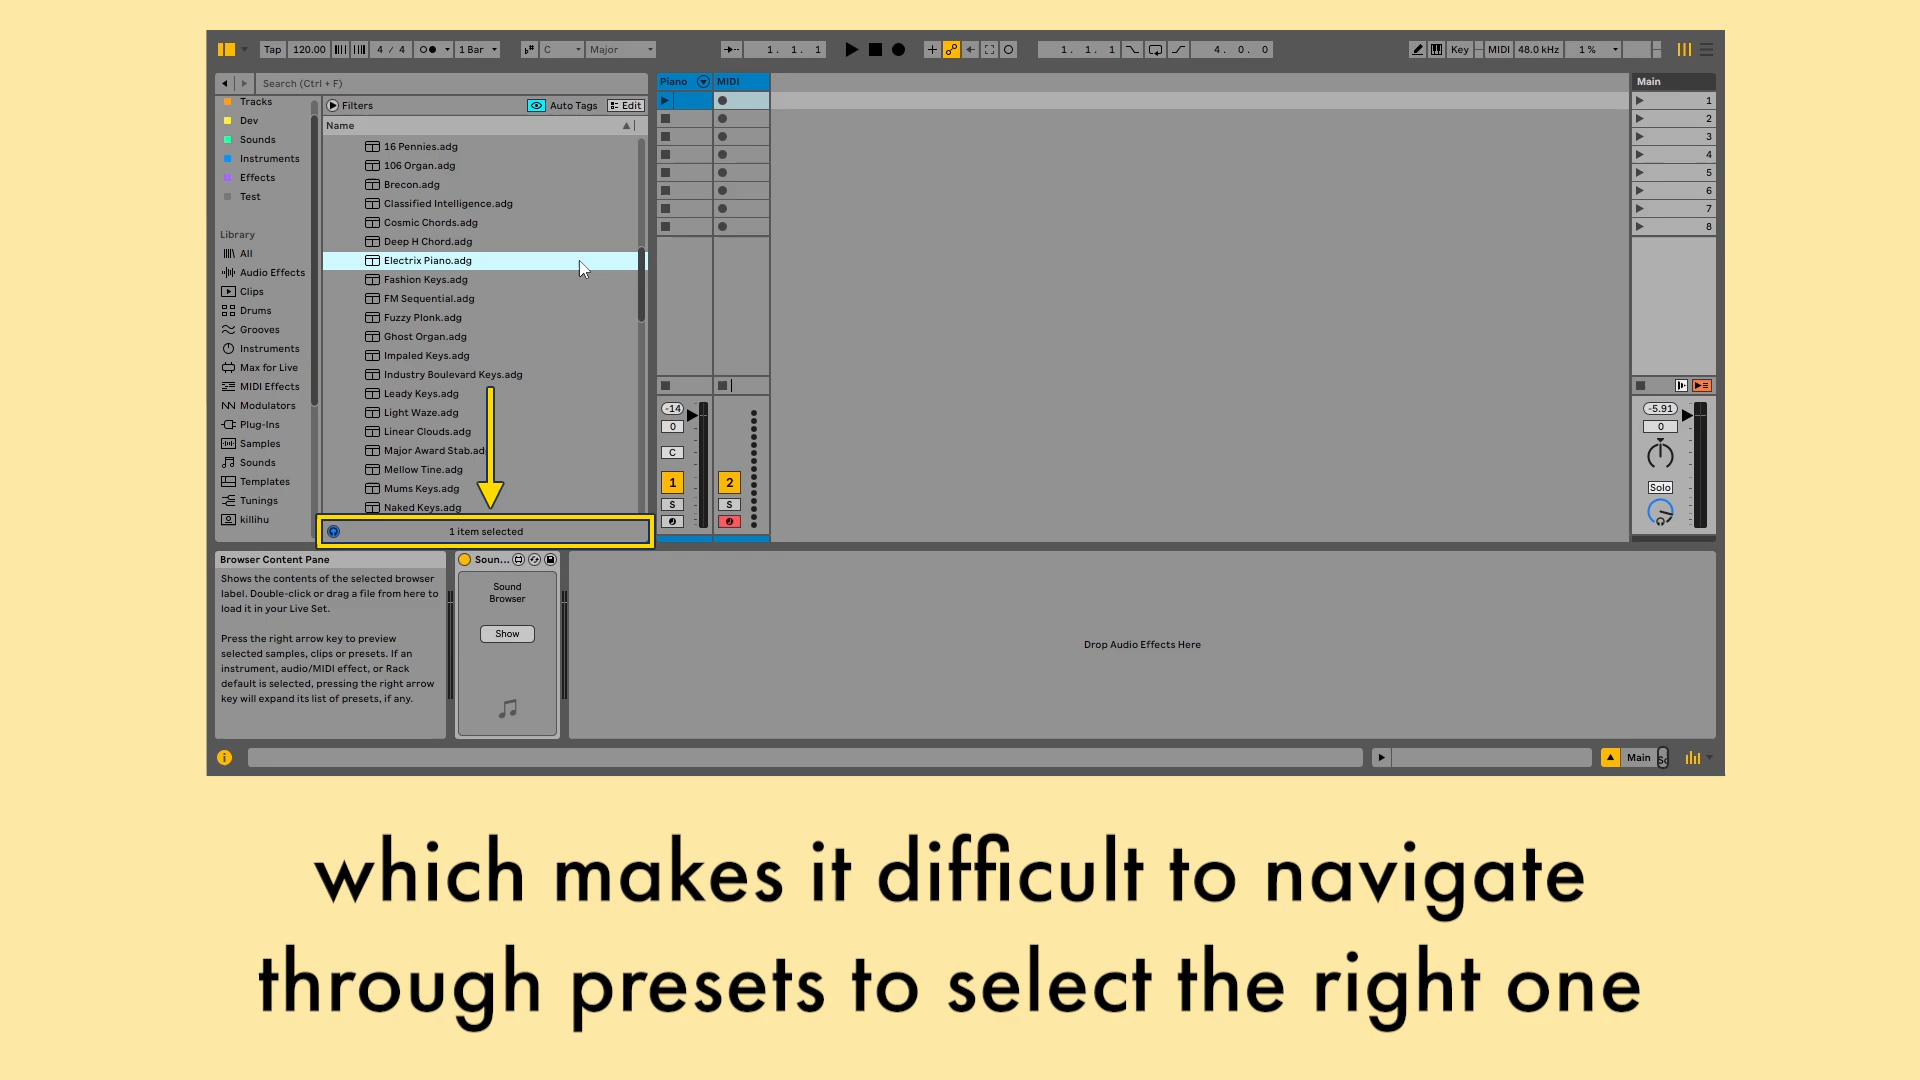 Tap 120.00 4 / 4 1 Bar C Major 1. 1. 1 Key MIDI 48.0 kHz 1 %
1. 1. 1 4. 0. 0
Search (Ctrl + F)
Tracks
Dev
Sounds
Instruments
Effects
Test
Library
All
Audio Effects
Clips
Drums
Grooves
Instruments
Max for Live
MIDI Effects
Modulators
Plug-Ins
Samples
Sounds
Templates
Tunings
killihu
Filters Auto Tags Edit
Name
16 Pennies.adg
106 Organ.adg
Brecon.adg
Classified Intelligence.adg
Cosmic Chords.adg
Deep H Chord.adg
Electrix Piano.adg
Fashion Keys.adg
FM Sequential.adg
Fuzzy Plonk.adg
Ghost Organ.adg
Impaled Keys.adg
Industry Boulevard Keys.adg
Leady Keys.adg
Light Waze.adg
Linear Clouds.adg
Major Award Stab.ad
Mellow Tine.adg
Mums Keys.adg
Naked Keys.adg
1 item selected
Piano MIDI
-14
0
C
1 2
S S
Main
1
2
3
4
5
6
7
8
-5.91
0
Solo
Browser Content Pane
Shows the contents of the selected browser
label. Double-click or drag a file from here to
load it in your Live Set.
Press the right arrow key to preview
selected samples, clips or presets. If an
instrument, audio/MIDI effect, or Rack
default is selected, pressing the right arrow
key will expand its list of presets, if any.
Soun...
Sound
Browser
Show
Drop Audio Effects Here
Main
which makes it difficult to navigate
through presets to select the right one